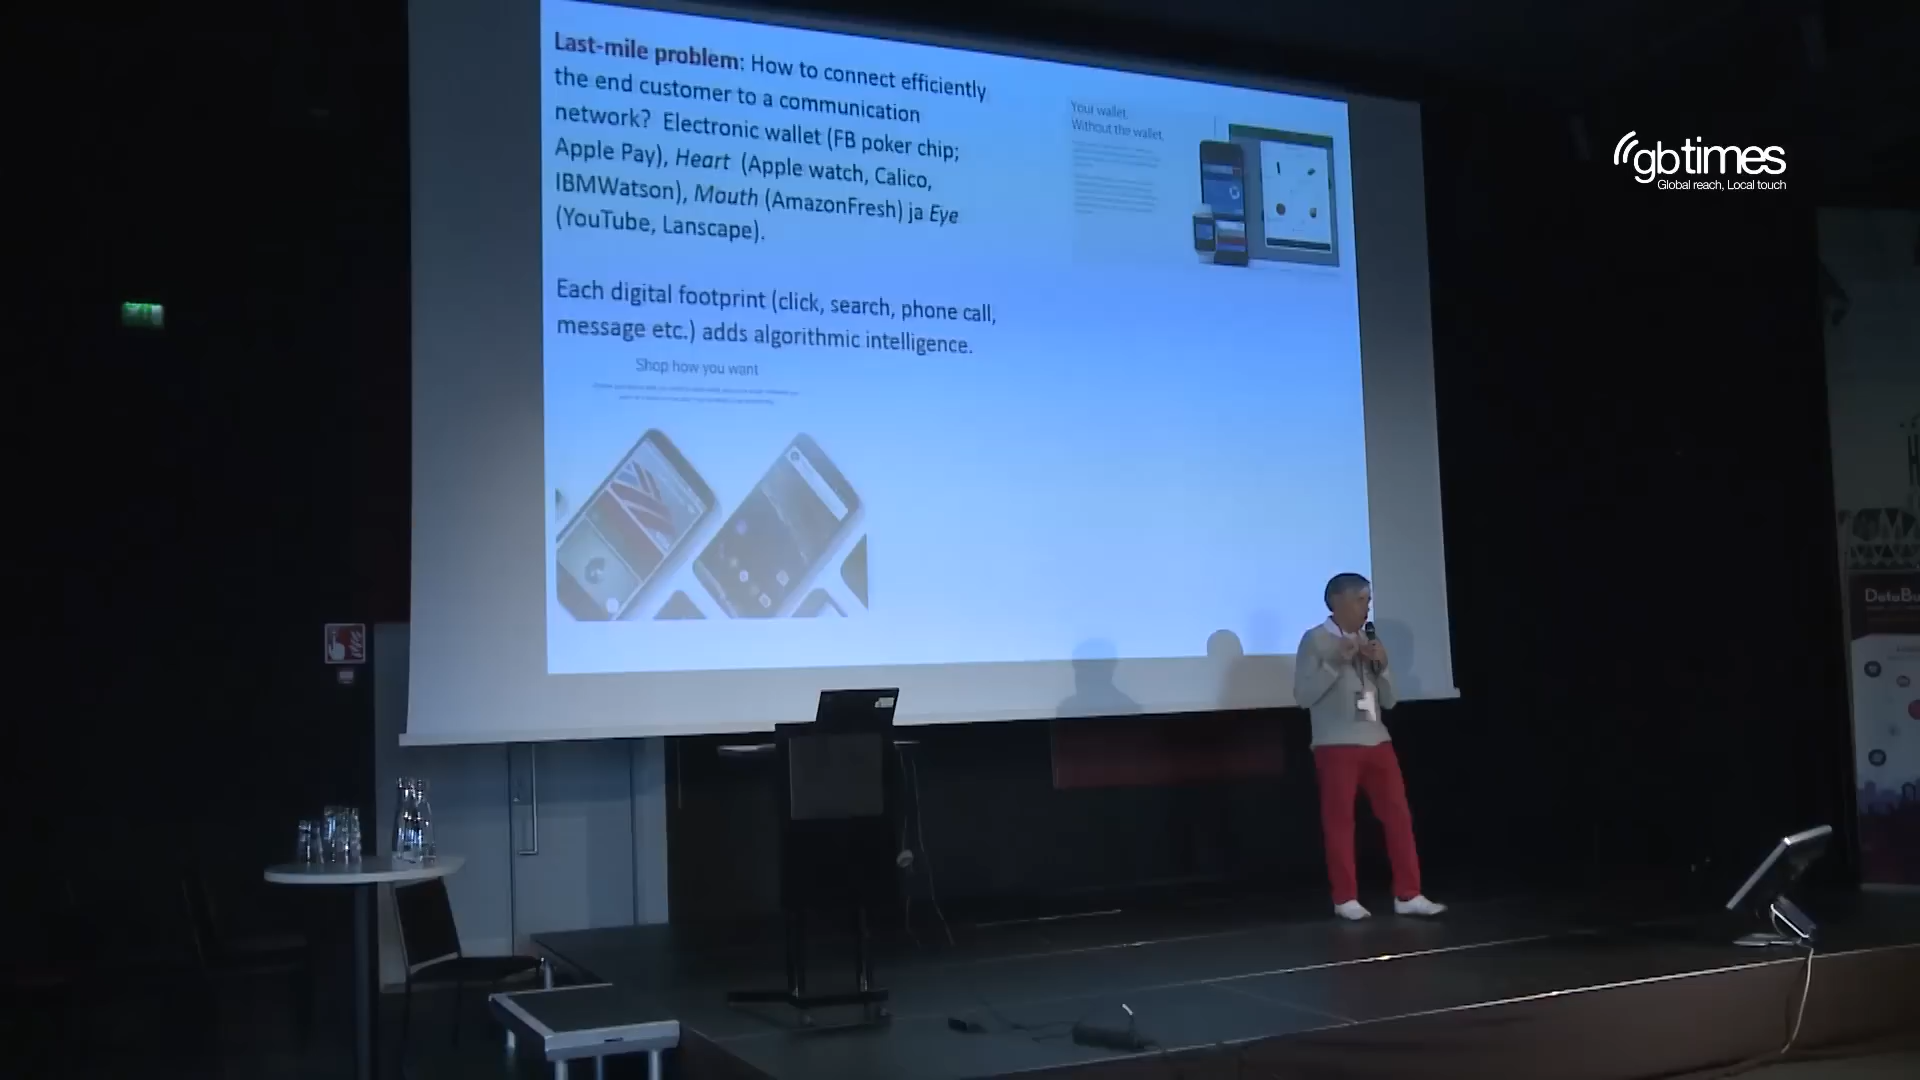 Last-mile problem: How to connect efficiently
the end customer to a communication
network? Electronic wallet (FB poker chip;
Apple Pay), Heart (Apple watch, Calico,
IBMWatson), Mouth (AmazonFresh) ja Eye
(YouTube, Lanscape).
Each digital footprint (click, search, phone call,
message etc.) adds algorithmic intelligence.
Shop how you want
Your wallet.
Without the wallet.
gbtimes
Global reach, Local touch
DataBu